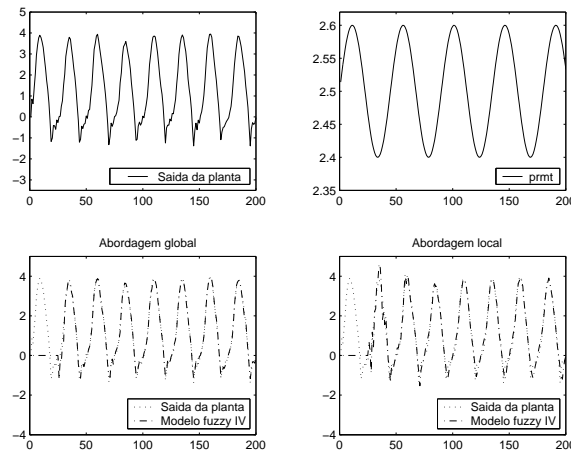 5
4
3
2
1
0
−1
−2
−3
0 50 100 150 200
Saida da planta
2.6
2.55
2.5
2.45
2.4
2.35
0 50 100 150 200
prmt
Abordagem global
4
2
0
−2
−4
0 50 100 150 200
Saida da planta
Modelo fuzzy IV
Abordagem local
4
2
0
−2
−4
0 50 100 150 200
Saida da planta
Modelo fuzzy IV